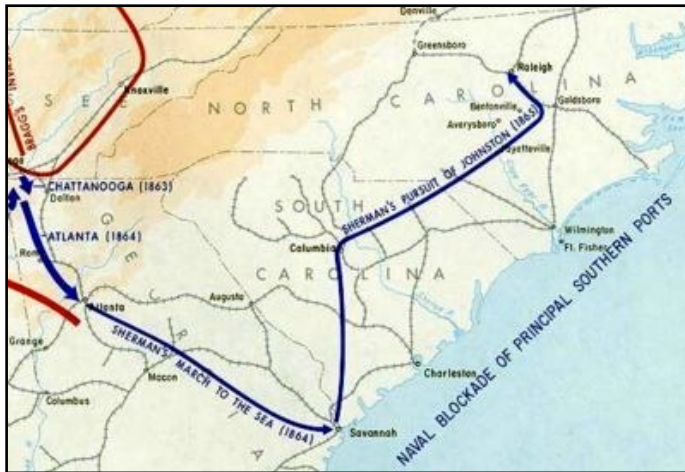 Danville
Greensboro
Raleigh
Knoxville
S E E
NORTH
CAROLINA
BRAGG'S
Bentonville
Goldsboro
Averysboro
Fayetteville
CHATTANOOGA (1863)
Dalton
SHERMAN'S PURSUIT OF JOHNSTON (1865)
SOUTH
ATLANTA (1864)
Rom
Columbia
Wilmington
Ft. Fisher
CAROLINA
Augusta
Atlanta
SHERMAN'S MARCH TO THE SEA (1864)
Grange
Macon
Charleston
Columbus
Savannah
NAVAL BLOCKADE OF PRINCIPAL SOUTHERN PORTS